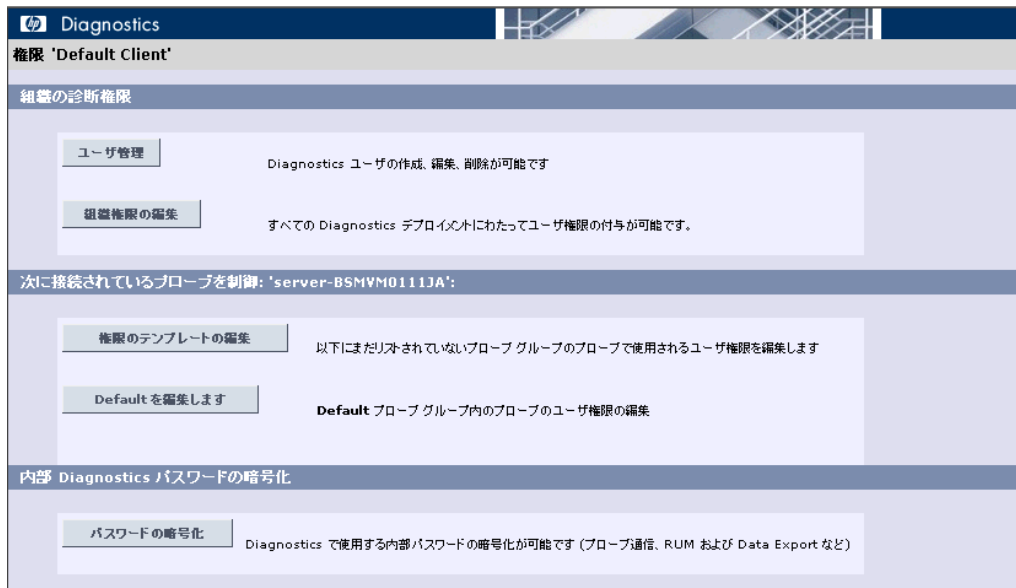 hp Diagnostics
権限 'Default Client'
組織の診断権限
ユーザ管理
Diagnostics ユーザの作成、編集、削除が可能です
組織権限の編集
すべての Diagnostics デプロイメントにわたってユーザ権限の付与が可能です。
次に接続されているプローブを制御: 'server-BSMVM0111JA':
権限のテンプレートの編集
以下にまだリストされていないプローブ グループのプローブで使用されるユーザ権限を編集します
Default を編集します
Default プローブ グループ内のプローブのユーザ権限の編集
内部 Diagnostics パスワードの暗号化
パスワードの暗号化
Diagnostics で使用する内部パスワードの暗号化が可能です (プローブ通信、RUM および Data Export など)